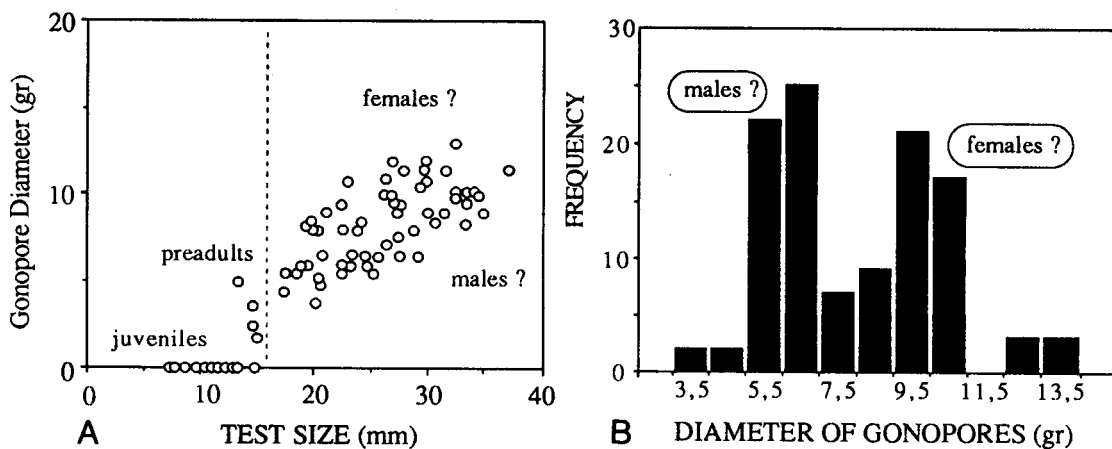 20
10
0
Gonopore Diameter (gr)
females ?
preadults
males ?
juveniles
0 10 20 30 40
A TEST SIZE (mm)
30
20
10
0
FREQUENCY
males ?
females ?
3,5 5,5 7,5 9,5 11,5 13,5
B DIAMETER OF GONOPORES (gr)